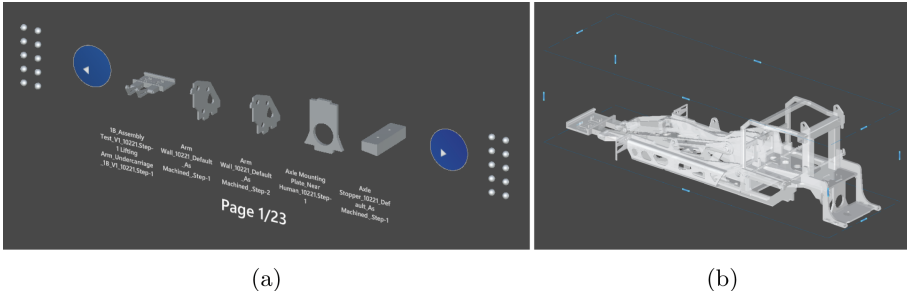 1B_Assembly
Test_V1_10221.Step-
1 Lifting
Arm_Undercarriage
_1B_V1_10221.Step-1
Arm
Wall_10221_Default
_As
Machined_.Step-1
Arm
Wall_10221_Default
_As
Machined_.Step-2
Axle Mounting
Plate_Near
Human_10221.Step-
1
Axle
Stopper_10221_Def
ault_As
Machined_.Step-1
Page 1/23
(a)
(b)